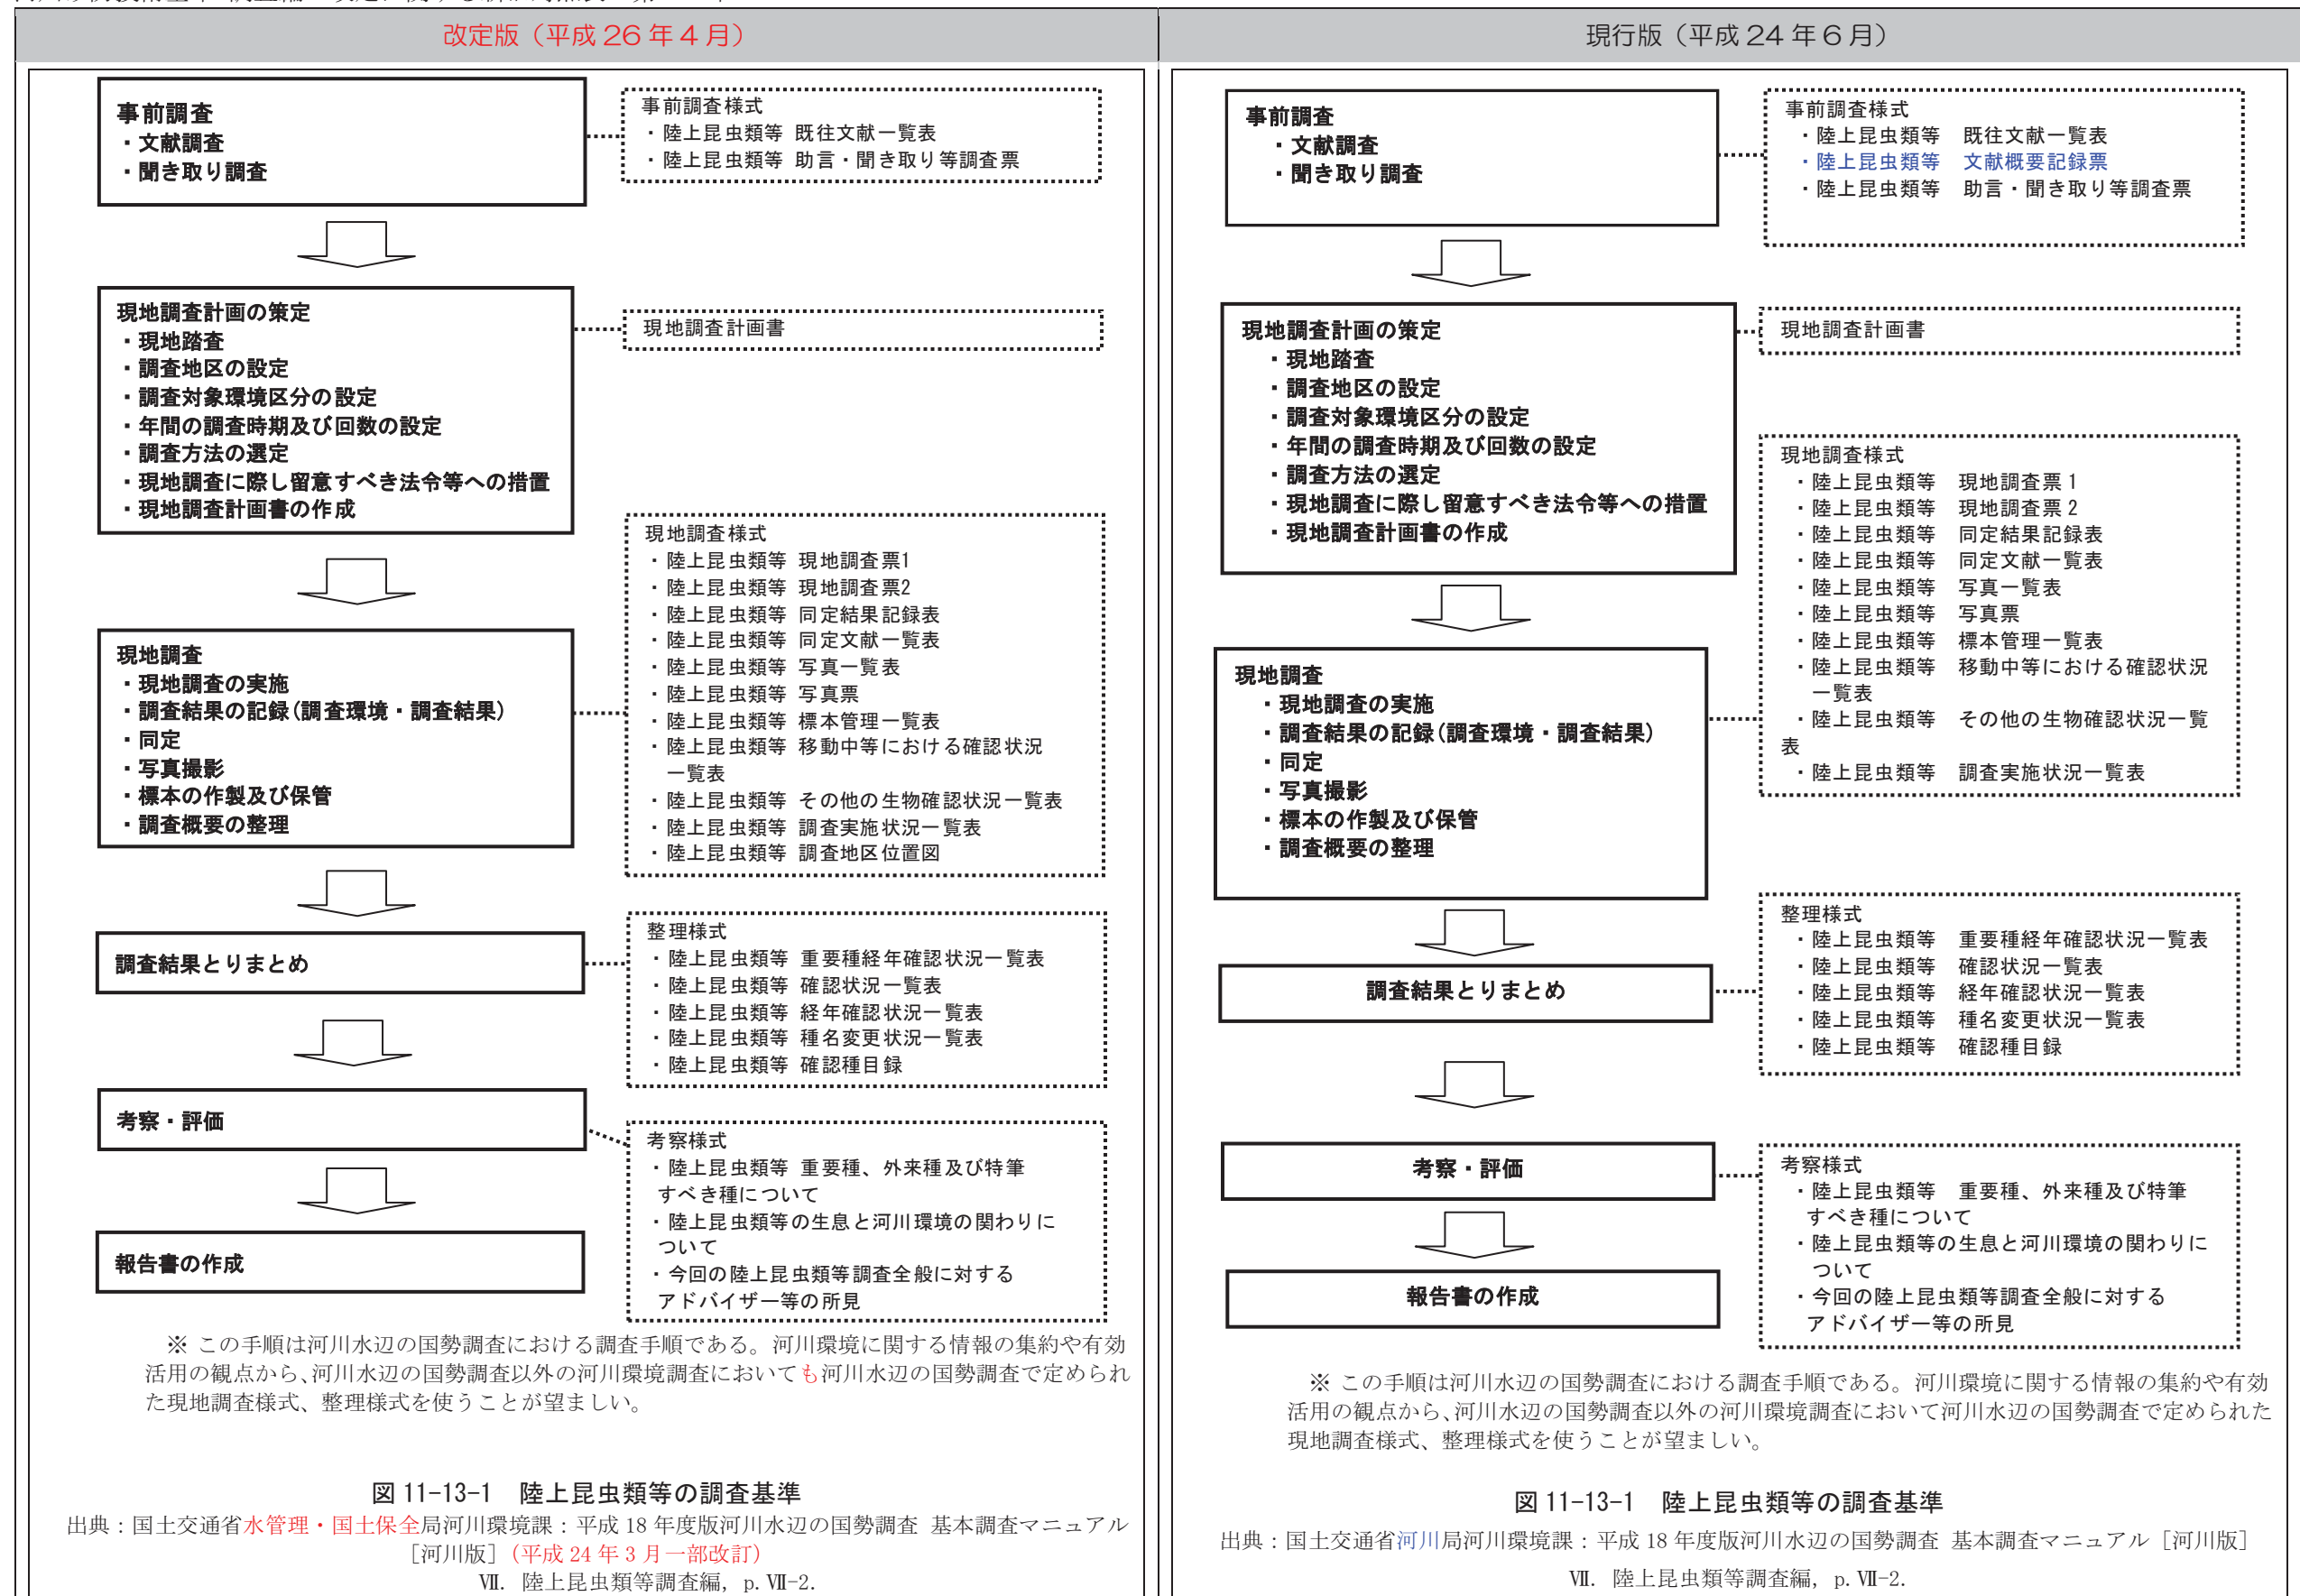 改定版（平成 26 年 4 月）
事前調査
・文献調査
・聞き取り調査
事前調査様式
・陸上昆虫類等 既往文献一覧表
・陸上昆虫類等 助言・聞き取り等調査票
現地調査計画の策定
・現地踏査
・調査地区の設定
・調査対象環境区分の設定
・年間の調査時期及び回数の設定
・調査方法の選定
・現地調査に際し留意すべき法令等への措置
・現地調査計画書の作成
現地調査計画書
現地調査
・現地調査の実施
・調査結果の記録(調査環境・調査結果)
・同定
・写真撮影
・標本の作製及び保管
・調査概要の整理
現地調査様式
・陸上昆虫類等 現地調査票1
・陸上昆虫類等 現地調査票2
・陸上昆虫類等 同定結果記録表
・陸上昆虫類等 同定文献一覧表
・陸上昆虫類等 写真一覧表
・陸上昆虫類等 写真票
・陸上昆虫類等 標本管理一覧表
・陸上昆虫類等 移動中等における確認状況
一覧表
・陸上昆虫類等 その他の生物確認状況一覧表
・陸上昆虫類等 調査実施状況一覧表
・陸上昆虫類等 調査地区位置図
調査結果とりまとめ
整理様式
・陸上昆虫類等 重要種経年確認状況一覧表
・陸上昆虫類等 確認状況一覧表
・陸上昆虫類等 経年確認状況一覧表
・陸上昆虫類等 種名変更状況一覧表
・陸上昆虫類等 確認種目録
考察・評価
考察様式
・陸上昆虫類等 重要種、外来種及び特筆
すべき種について
・陸上昆虫類等の生息と河川環境の関わりに
ついて
・今回の陸上昆虫類等調査全般に対する
アドバイザー等の所見
報告書の作成
※ この手順は河川水辺の国勢調査における調査手順である。河川環境に関する情報の集約や有効
活用の観点から、河川水辺の国勢調査以外の河川環境調査においても河川水辺の国勢調査で定められ
た現地調査様式、整理様式を使うことが望ましい。
図 11-13-1 陸上昆虫類等の調査基準
出典：国土交通省水管理・国土保全局河川環境課：平成 18 年度版河川水辺の国勢調査 基本調査マニュアル
［河川版］（平成 24 年 3 月一部改訂）
Ⅶ. 陸上昆虫類等調査編, p.Ⅶ-2.
現行版（平成 24 年 6 月）
事前調査
・文献調査
・聞き取り調査
事前調査様式
・陸上昆虫類等 既往文献一覧表
・陸上昆虫類等 文献概要記録票
・陸上昆虫類等 助言・聞き取り等調査票
現地調査計画の策定
・現地踏査
・調査地区の設定
・調査対象環境区分の設定
・年間の調査時期及び回数の設定
・調査方法の選定
・現地調査に際し留意すべき法令等への措置
・現地調査計画書の作成
現地調査計画書
現地調査
・現地調査の実施
・調査結果の記録(調査環境・調査結果)
・同定
・写真撮影
・標本の作製及び保管
・調査概要の整理
現地調査様式
・陸上昆虫類等 現地調査票 1
・陸上昆虫類等 現地調査票 2
・陸上昆虫類等 同定結果記録表
・陸上昆虫類等 同定文献一覧表
・陸上昆虫類等 写真一覧表
・陸上昆虫類等 写真票
・陸上昆虫類等 標本管理一覧表
・陸上昆虫類等 移動中等における確認状況
一覧表
・陸上昆虫類等 その他の生物確認状況一覧
表
・陸上昆虫類等 調査実施状況一覧表
調査結果とりまとめ
整理様式
・陸上昆虫類等 重要種経年確認状況一覧表
・陸上昆虫類等 確認状況一覧表
・陸上昆虫類等 経年確認状況一覧表
・陸上昆虫類等 種名変更状況一覧表
・陸上昆虫類等 確認種目録
考察・評価
考察様式
・陸上昆虫類等 重要種、外来種及び特筆
すべき種について
・陸上昆虫類等の生息と河川環境の関わりに
ついて
・今回の陸上昆虫類等調査全般に対する
アドバイザー等の所見
報告書の作成
※ この手順は河川水辺の国勢調査における調査手順である。河川環境に関する情報の集約や有効
活用の観点から、河川水辺の国勢調査以外の河川環境調査において河川水辺の国勢調査で定められた
現地調査様式、整理様式を使うことが望ましい。
図 11-13-1 陸上昆虫類等の調査基準
出典：国土交通省河川局河川環境課：平成 18 年度版河川水辺の国勢調査 基本調査マニュアル［河川版］
Ⅶ. 陸上昆虫類等調査編, p.Ⅶ-2.